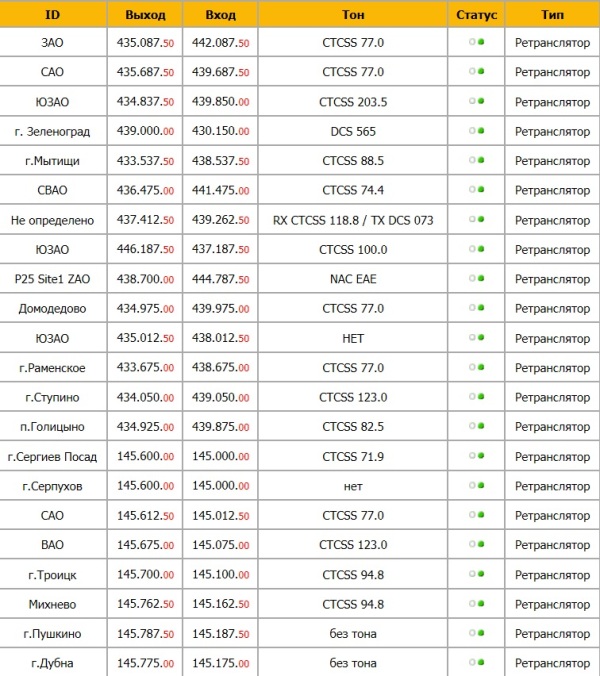 ID Выход Вход Тон Статус Тип
ЗАО 435.087.50 442.087.50 CTCSS 77.0 Ретранслятор
САО 435.687.50 439.687.50 CTCSS 77.0 Ретранслятор
ЮЗАО 434.837.50 439.850.00 CTCSS 203.5 Ретранслятор
г. Зеленоград 439.000.00 430.150.00 DCS 565 Ретранслятор
г.Мытищи 433.537.50 438.537.50 CTCSS 88.5 Ретранслятор
СВАО 436.475.00 441.475.00 CTCSS 74.4 Ретранслятор
Не определено 437.412.50 439.262.50 RX CTCSS 118.8 / TX DCS 073 Ретранслятор
ЮЗАО 446.187.50 437.187.50 CTCSS 100.0 Ретранслятор
P25 Site1 ZAO 438.700.00 444.787.50 NAC EAE Ретранслятор
Домодедово 434.975.00 439.975.00 CTCSS 77.0 Ретранслятор
ЮЗАО 435.012.50 438.012.50 НЕТ Ретранслятор
г.Раменское 433.675.00 438.675.00 CTCSS 77.0 Ретранслятор
г.Ступино 434.050.00 439.050.00 CTCSS 123.0 Ретранслятор
п.Голицыно 434.925.00 439.875.00 CTCSS 82.5 Ретранслятор
г.Сергиев Посад 145.600.00 145.000.00 CTCSS 71.9 Ретранслятор
г.Серпухов 145.600.00 145.000.00 нет Ретранслятор
САО 145.612.50 145.012.50 CTCSS 77.0 Ретранслятор
ВАО 145.675.00 145.075.00 CTCSS 123.0 Ретранслятор
г.Троицк 145.700.00 145.100.00 CTCSS 94.8 Ретранслятор
Михнево 145.762.50 145.162.50 CTCSS 94.8 Ретранслятор
г.Пушкино 145.787.50 145.187.50 без тона Ретранслятор
г.Дубна 145.775.00 145.175.00 без тона Ретранслятор